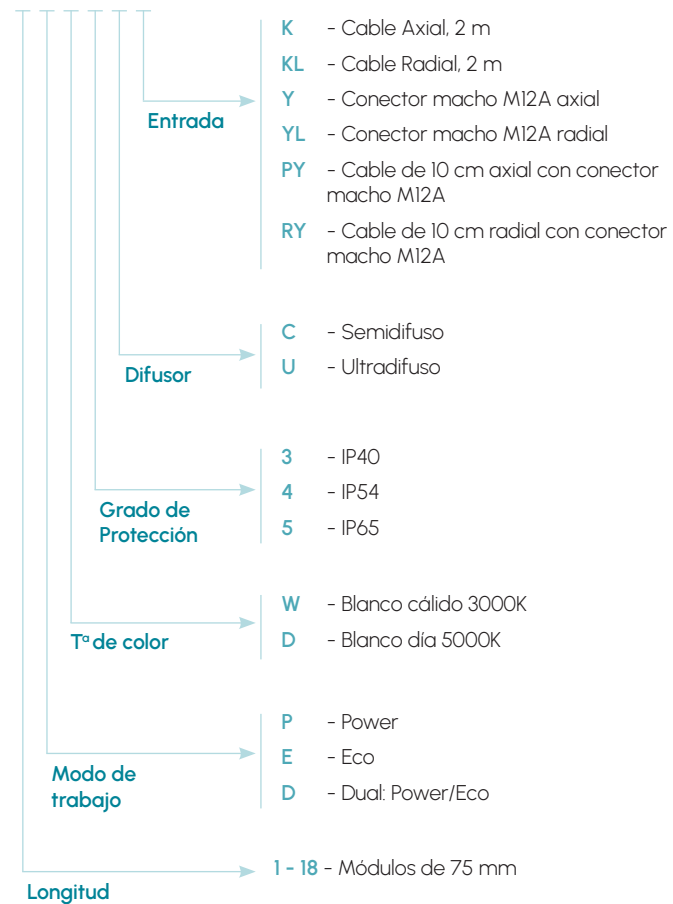 K - Cable Axial, 2 m
KL - Cable Radial, 2 m
Y - Conector macho M12A axial
Entrada
YL - Conector macho M12A radial
PY - Cable de 10 cm axial con conector
macho M12A
RY - Cable de 10 cm radial con conector
macho M12A
C - Semidifuso
U - Ultradifuso
Difusor
3 - IP40
4 - IP54
5 - IP65
Grado de
Protección
W - Blanco cálido 3000K
D - Blanco día 5000K
Tª de color
P - Power
E - Eco
D - Dual: Power/Eco
Modo de
trabajo
1 - 18 - Módulos de 75 mm
Longitud